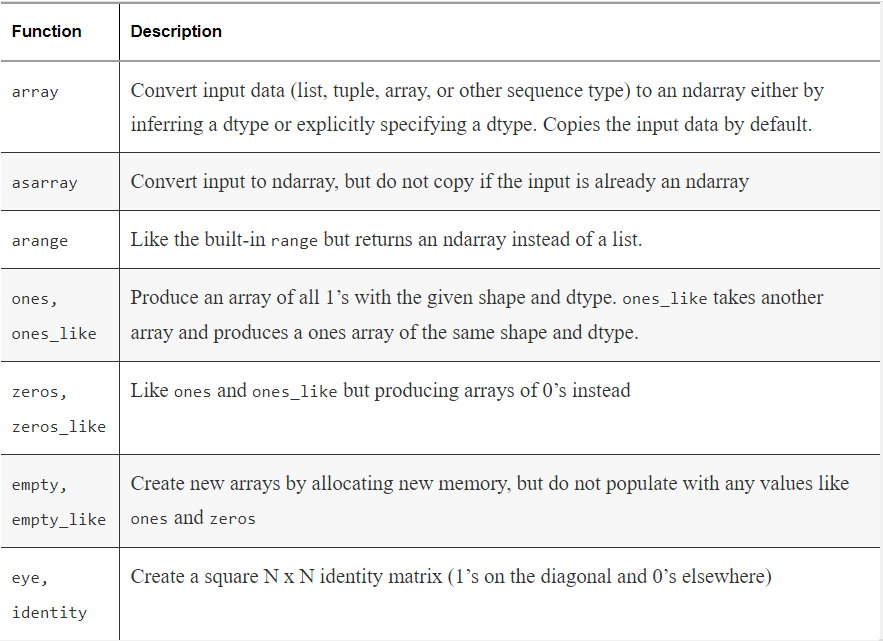 Function Description
array
Convert input data (list, tuple, array, or other sequence type) to an ndarray either by
inferring a dtype or explicitly specifying a dtype. Copies the input data by default.
asarray
Convert input to ndarray, but do not copy if the input is already an ndarray
arange
Like the built-in range but returns an ndarray instead of a list.
ones,
ones_like
Produce an array of all 1’s with the given shape and dtype. ones_like takes another
array and produces a ones array of the same shape and dtype.
zeros,
zeros_like
Like ones and ones_like but producing arrays of 0’s instead
empty,
empty_like
Create new arrays by allocating new memory, but do not populate with any values like
ones and zeros
eye,
identity
Create a square N x N identity matrix (1’s on the diagonal and 0’s elsewhere)